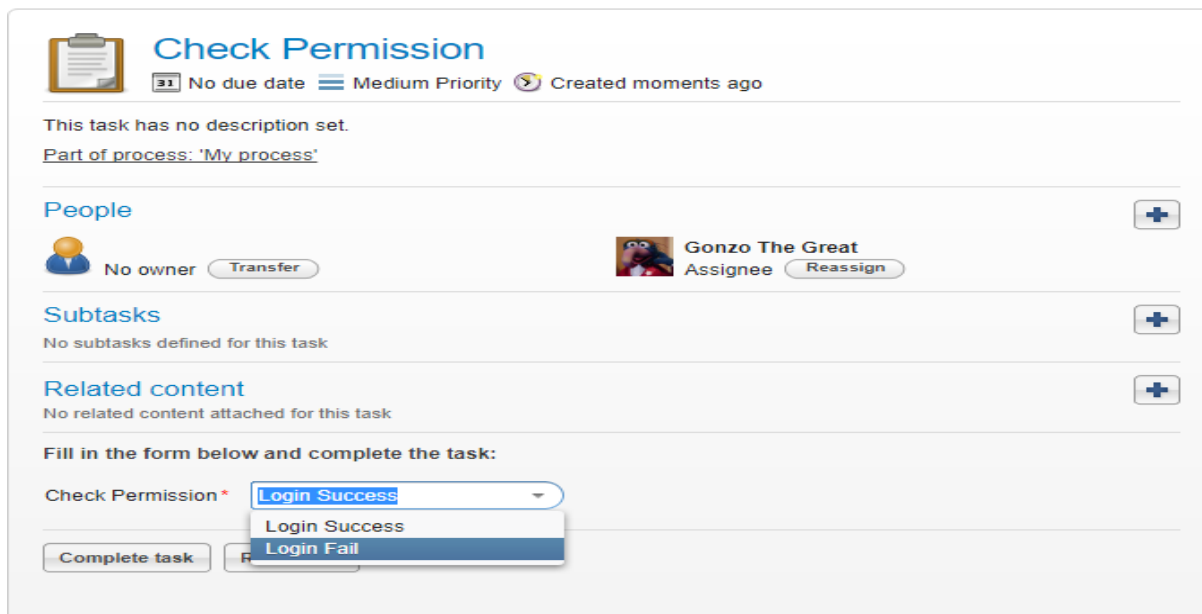 Check Permission
31 No due date Medium Priority Created moments ago
This task has no description set.
Part of process: 'My process'
People
No owner Transfer
Gonzo The Great
Assignee Reassign
Subtasks
No subtasks defined for this task
Related content
No related content attached for this task
Fill in the form below and complete the task:
Check Permission * Login Success
Login Success
Login Fail
Complete task